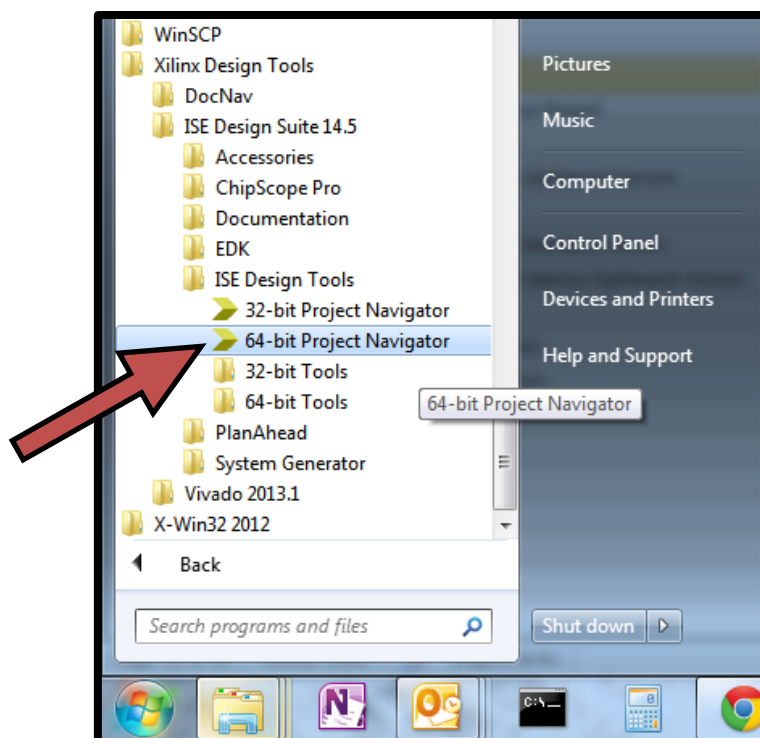 WinSCP
Xilinx Design Tools
DocNav
ISE Design Suite 14.5
Accessories
ChipScope Pro
Documentation
EDK
ISE Design Tools
32-bit Project Navigator
64-bit Project Navigator
32-bit Tools
64-bit Tools
64-bit Project Navigator
PlanAhead
System Generator
Vivado 2013.1
X-Win32 2012
Back
Search programs and files
Pictures
Music
Computer
Control Panel
Devices and Printers
Help and Support
Shut down
C:\_